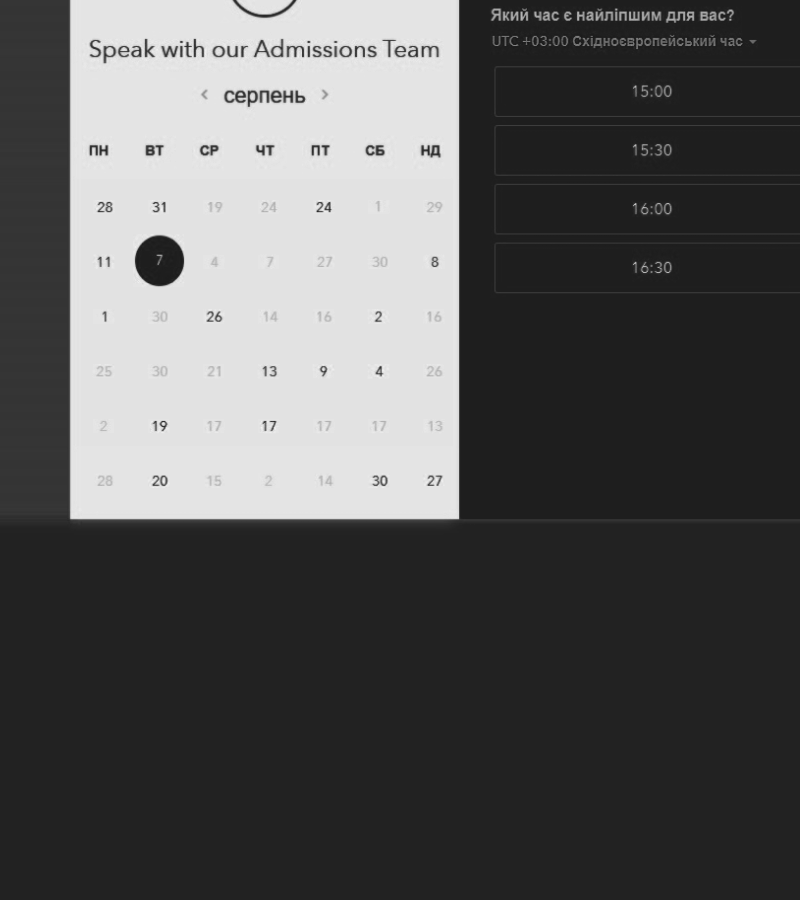 Speak with our Admissions Team
серпень
ПН ВТ СР ЧТ ПТ СБ НД
28 31 19 24 24 1 29
11 7 4 7 27 30 8
1 30 26 14 16 2 16
25 30 21 13 9 4 26
2 19 17 17 17 17 13
28 20 15 2 14 30 27
Який час є найліпшим для вас?
UTC +03:00 Східноєвропейський час
15:00
15:30
16:00
16:30